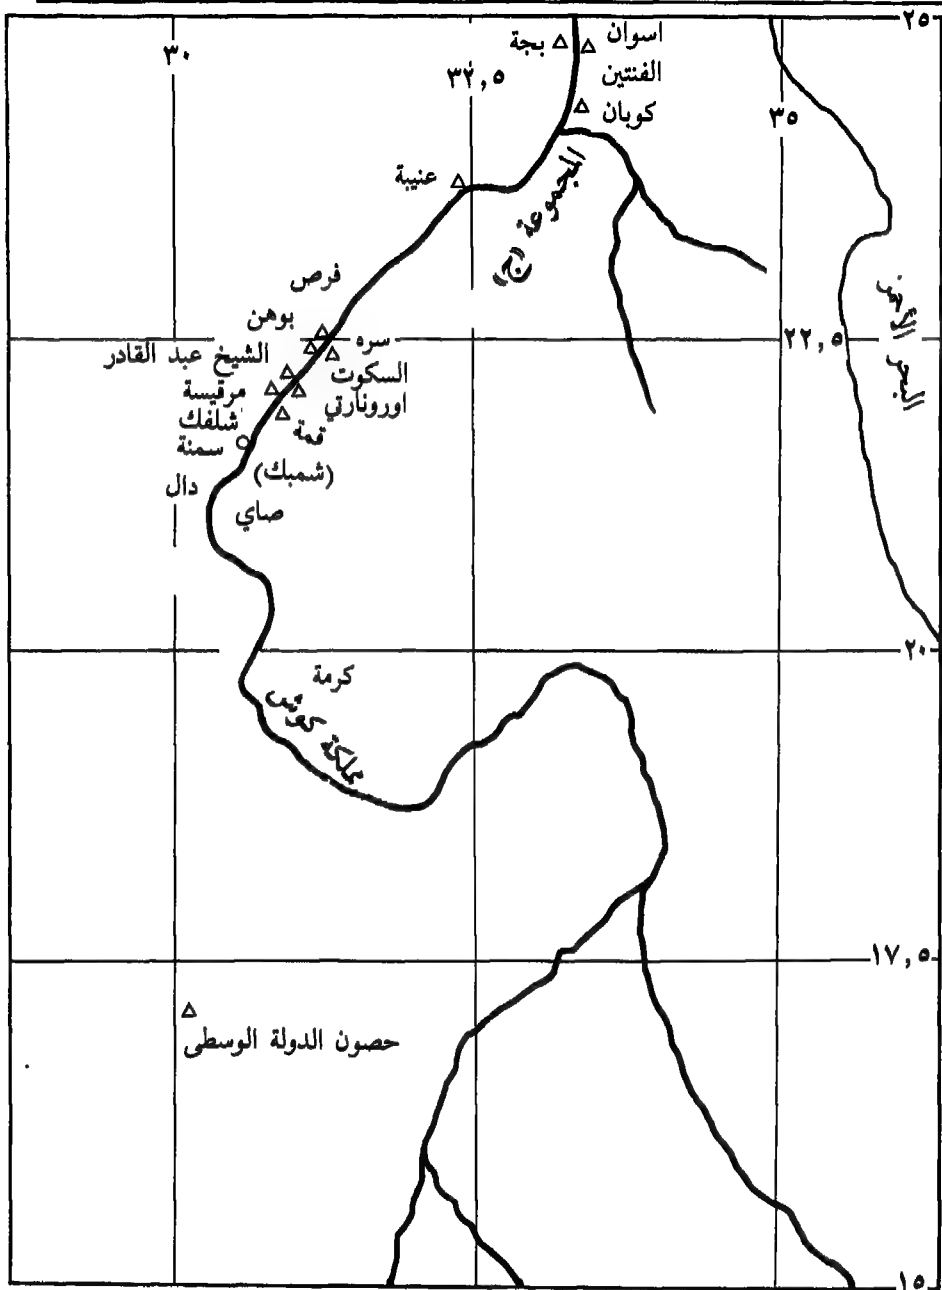 ٢٥
٣٠
٣٢,٥
٣٥
بجة
اسوان
الفنتين
كوبان
عنيبة
المجموعة «ج»
فرص
بوهن
سره
٢٢,٥
الشيخ عبد القادر
السكوت
مرقيسة
اورونارتي
شلفك
قمة
سمنة
(شمبك)
دال
صاي
البحر الاحمر
٢٠
كرمة
مملكة كوش
١٧,٥
حصون الدولة الوسطى
١٥